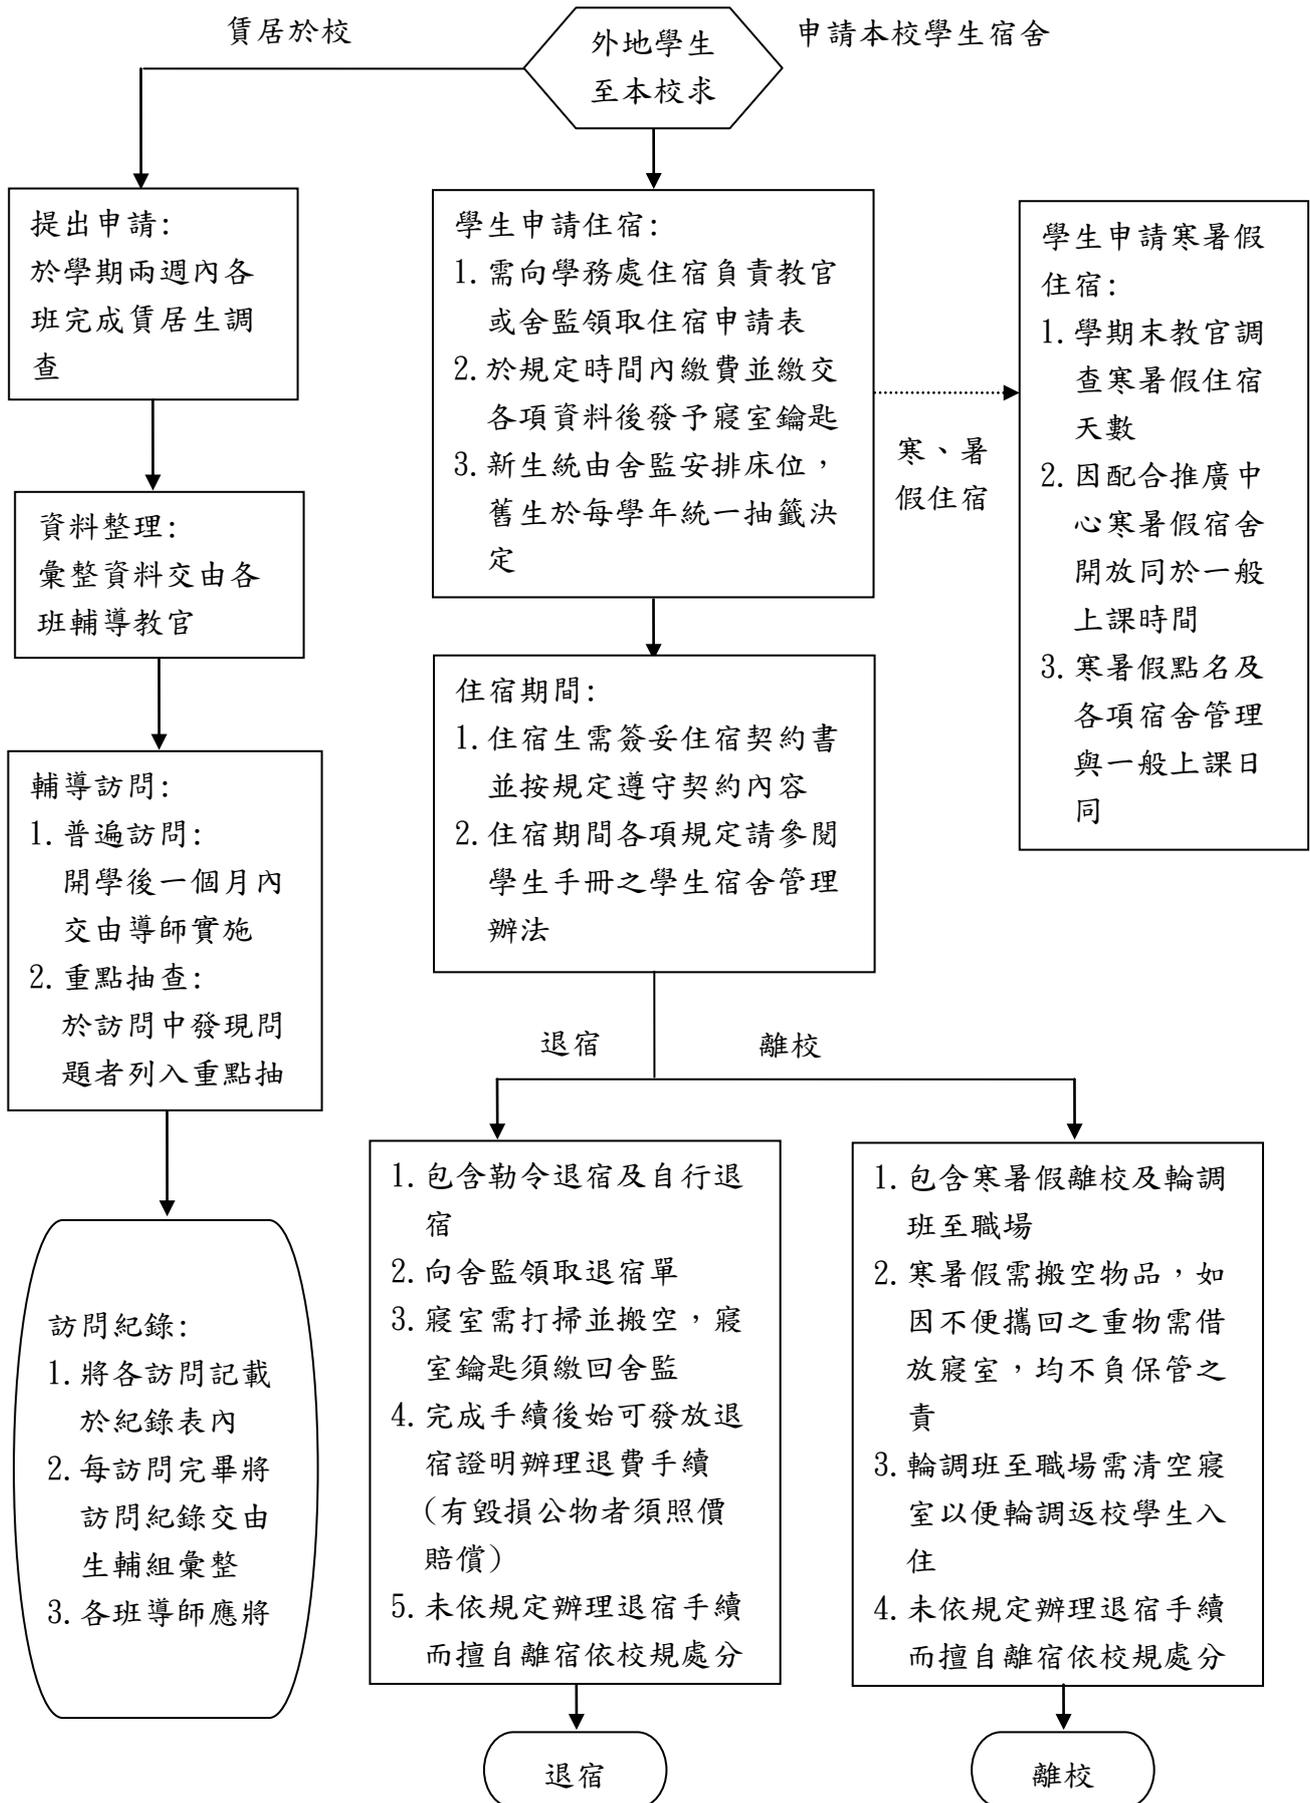 賃居於校
外地學生
至本校求
申請本校學生宿舍
提出申請:
於學期兩週內各
班完成賃居生調
查
資料整理:
彙整資料交由各
班輔導教官
輔導訪問:
1. 普遍訪問:
開學後一個月內
交由導師實施
2. 重點抽查:
於訪問中發現問
題者列入重點抽
訪問紀錄:
1. 將各訪問記載
於紀錄表內
2. 每訪問完畢將
訪問紀錄交由
生輔組彙整
3. 各班導師應將
學生申請住宿:
1. 需向學務處住宿負責教官
或舍監領取住宿申請表
2. 於規定時間內繳費並繳交
各項資料後發予寢室鑰匙
3. 新生統由舍監安排床位，
舊生於每學年統一抽籤決
定
寒、暑
假住宿
學生申請寒暑假
住宿:
1. 學期末教官調
查寒暑假住宿
天數
2. 因配合推廣中
心寒暑假宿舍
開放同於一般
上課時間
3. 寒暑假點名及
各項宿舍管理
與一般上課日
同
住宿期間:
1. 住宿生需簽妥住宿契約書
並按規定遵守契約內容
2. 住宿期間各項規定請參閱
學生手冊之學生宿舍管理
辦法
退宿
離校
1. 包含勒令退宿及自行退
宿
2. 向舍監領取退宿單
3. 寢室需打掃並搬空，寢
室鑰匙須繳回舍監
4. 完成手續後始可發放退
宿證明辦理退費手續
(有毀損公物者須照價
賠償)
5. 未依規定辦理退宿手續
而擅自離宿依校規處分
退宿
1. 包含寒暑假離校及輪調
班至職場
2. 寒暑假需搬空物品，如
因不便攜回之重物需借
放寢室，均不負保管之
責
3. 輪調班至職場需清空寢
室以便輪調返校學生入
住
4. 未依規定辦理退宿手續
而擅自離宿依校規處分
離校